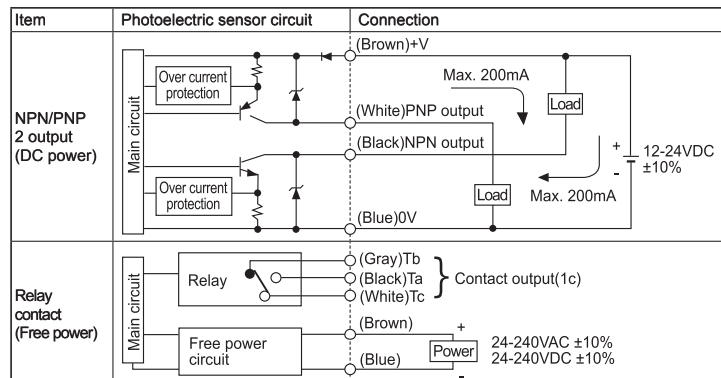 Item Photoelectric sensor circuit Connection
NPN/PNP
2 output
(DC power)
Main circuit
Over current
protection
Over current
protection
(Brown)+V
Max. 200mA
Load
(White)PNP output
(Black)NPN output
+
12-24VDC
±10%
-
Load
Max. 200mA
(Blue)0V
Relay
contact
(Free power)
Main circuit
Relay
(Gray)Tb
(Black)Ta
(White)Tc
Contact output(1c)
Free power
circuit
(Brown)
(Blue)
+
Power
-
24-240VAC ±10%
24-240VDC ±10%